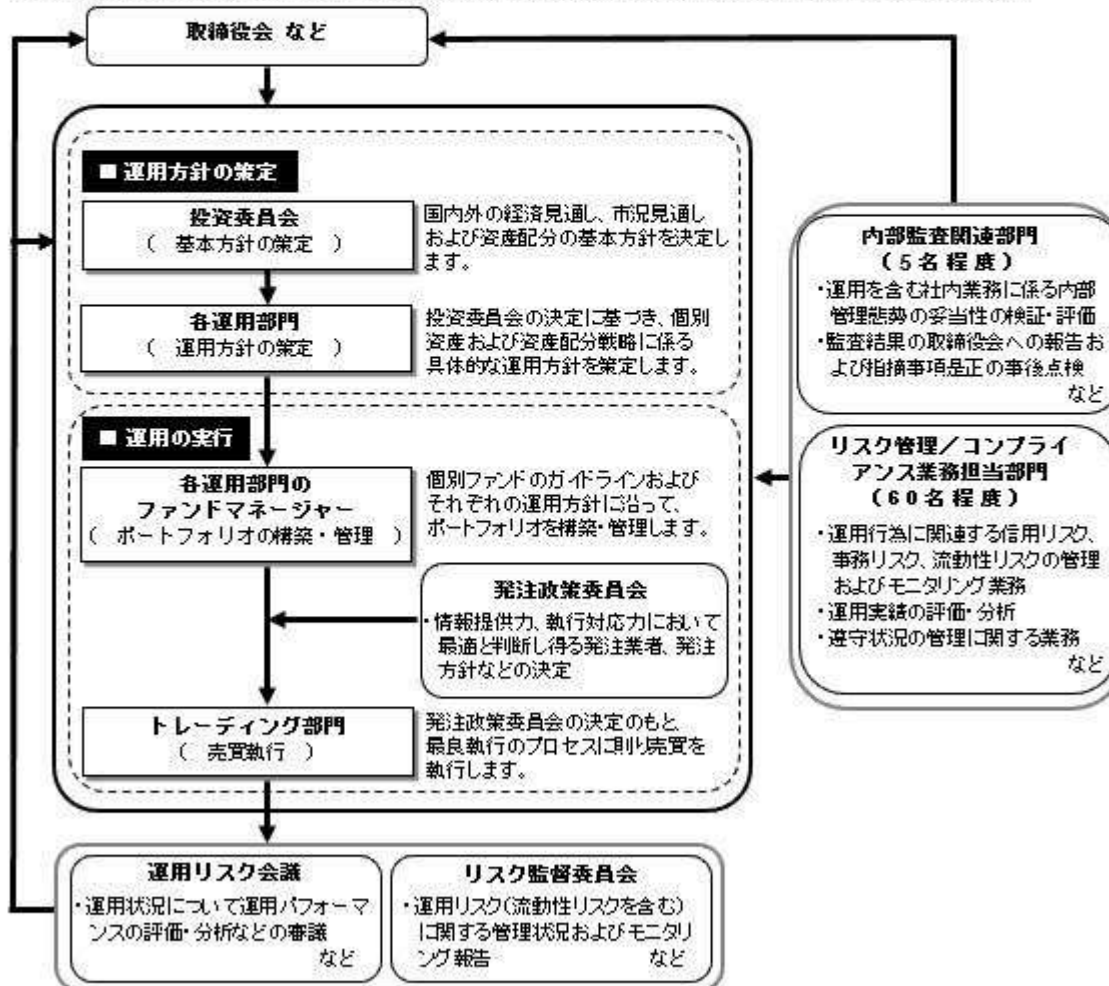 取締役会 など
■ 運用方針の策定
投資委員会
( 基本方針の策定 )
国内外の経済見通し、市況見通し
および資産配分の基本方針を決定し
ます。
各運用部門
( 運用方針の策定 )
投資委員会の決定に基づき、個別
資産および資産配分戦略に係る
具体的な運用方針を策定します。
■ 運用の実行
各運用部門の
ファンドマネージャー
( ポートフォリオの構築・管理 )
個別ファンドのガイドラインおよび
それぞれの運用方針に沿って、
ポートフォリオを構築・管理します。
発注政策委員会
・情報提供力、執行対応力において
最適と判断し得る発注業者、発注
方針などの決定
トレーディング部門
( 売買執行 )
発注政策委員会の決定のもと、
最良執行のプロセスに則り売買を
執行します。
内部監査関連部門
(5名程度)
・運用を含む社内業務に係る内部
管理態勢の妥当性の検証・評価
・監査結果の取締役会への報告お
よび指摘事項是正の事後点検
など
リスク管理/コンプライ
アンス業務担当部門
(60名程度)
・運用行為に関連する信用リスク、
事務リスク、流動性リスクの管理
およびモニタリング業務
・運用実績の評価・分析
・遵守状況の管理に関する業務
など
運用リスク会議
・運用状況について運用パフォーマ
ンスの評価・分析などの審議
など
リスク監督委員会
・運用リスク(流動性リスクを含む)
に関する管理状況およびモニタリ
ング報告 など